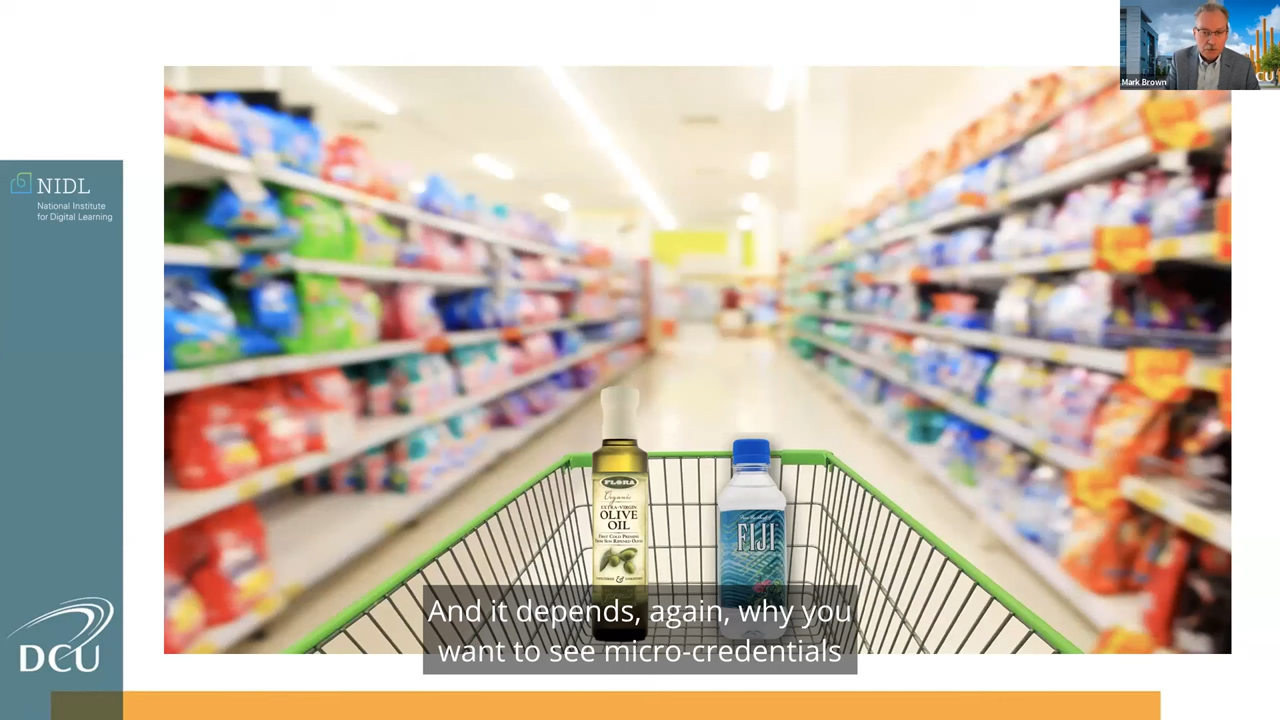 Mark Brown
NIDL
National Institute
for Digital Learning
FLORA
Organic
EXTRA-VIRGIN
OLIVE
OIL
FIJI
And it depends, again, why you
want to see micro-credentials
DCU